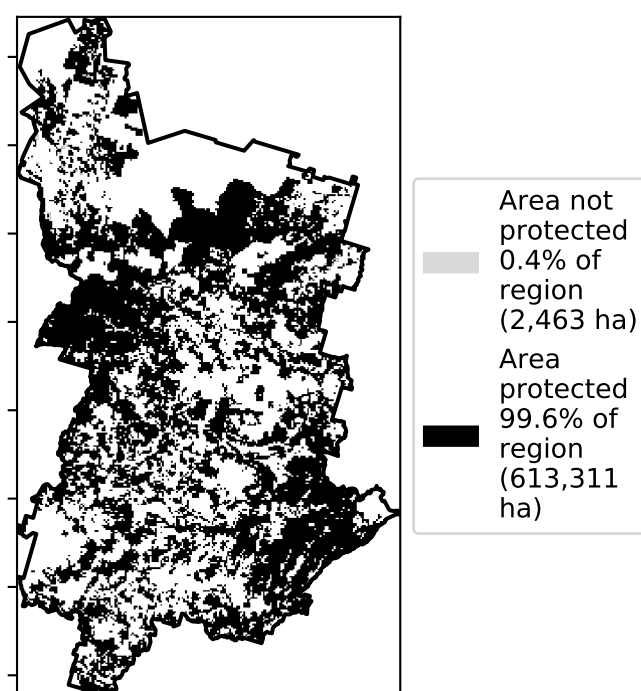 Area not
protected
0.4% of
region
(2,463 ha)
Area
protected
99.6% of
region
(613,311
ha)